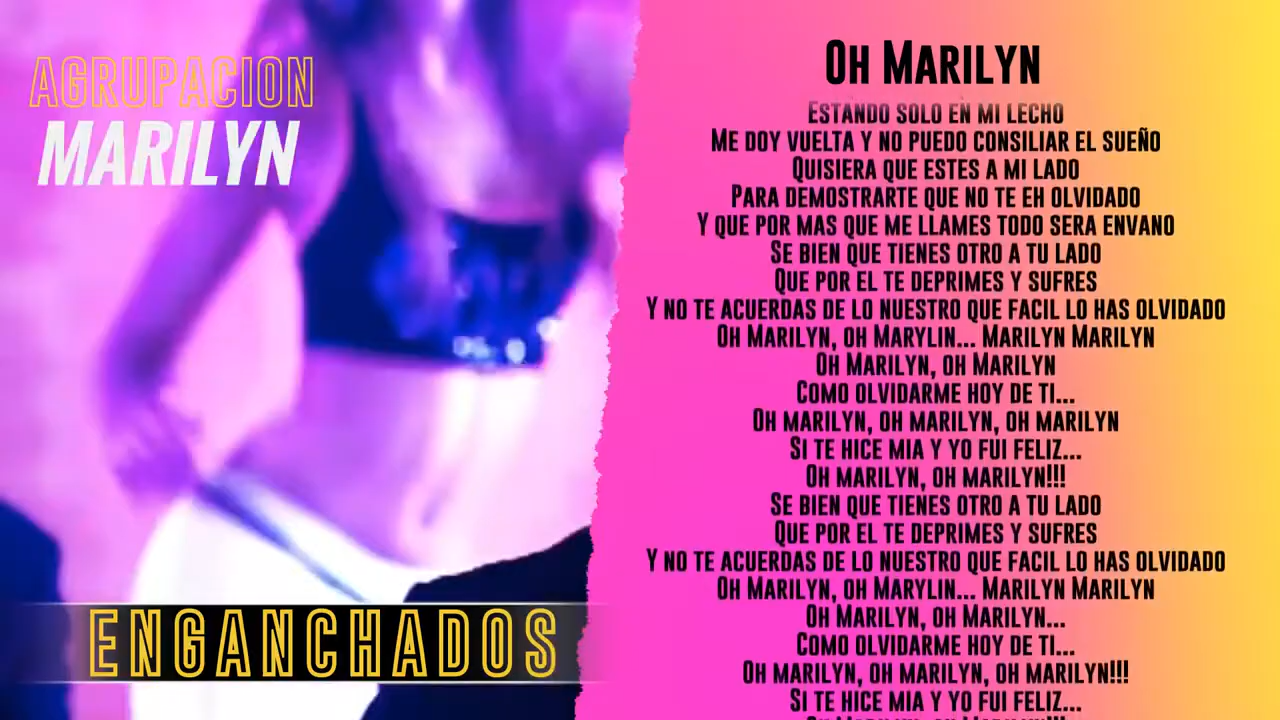 AGRUPACION
MARILYN
ENGANCHADOS
OH MARILYN
ESTANDO SOLO EN MI LECHO
ME DOY VUELTA Y NO PUEDO CONSILIAR EL SUEÑO
QUISIERA QUE ESTES A MI LADO
PARA DEMOSTRARTE QUE NO TE EH OLVIDADO
Y QUE POR MAS QUE ME LLAMES TODO SERA ENVANO
SE BIEN QUE TIENES OTRO A TU LADO
QUE POR EL TE DEPRIMES Y SUFRES
Y NO TE ACUERDAS DE LO NUESTRO QUE FACIL LO HAS OLVIDADO
OH MARILYN, OH MARYLIN... MARILYN MARILYN
OH MARILYN, OH MARILYN
COMO OLVIDARME HOY DE TI...
OH MARILYN, OH MARILYN, OH MARILYN
SI TE HICE MIA Y YO FUI FELIZ...
OH MARILYN, OH MARILYN!!!
SE BIEN QUE TIENES OTRO A TU LADO
QUE POR EL TE DEPRIMES Y SUFRES
Y NO TE ACUERDAS DE LO NUESTRO QUE FACIL LO HAS OLVIDADO
OH MARILYN, OH MARYLIN... MARILYN MARILYN
OH MARILYN, OH MARILYN...
COMO OLVIDARME HOY DE TI...
OH MARILYN, OH MARILYN, OH MARILYN!!!
SI TE HICE MIA Y YO FUI FELIZ...